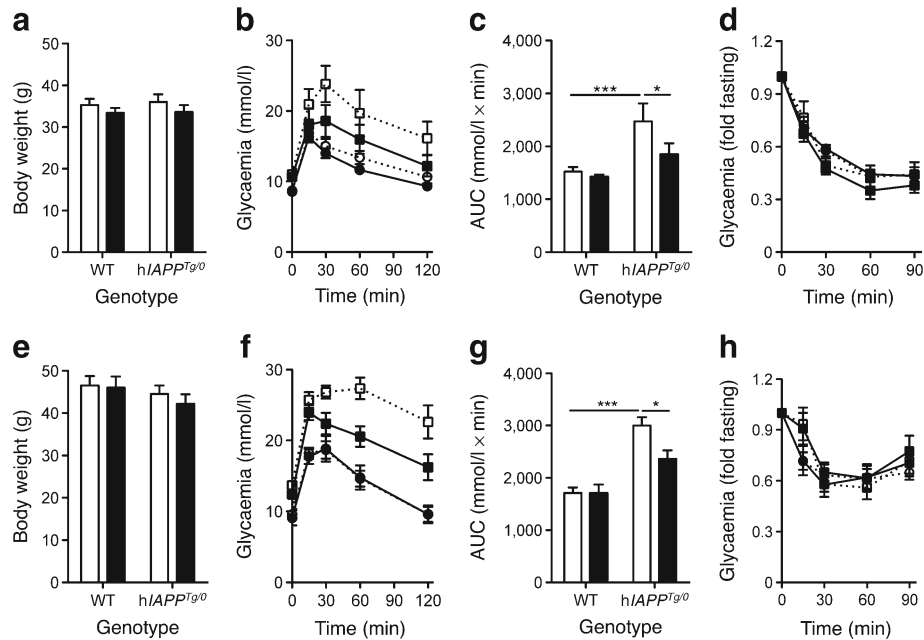 a
50
40
30
20
10
0
Body weight (g)
WT
hIAPPTg/0
Genotype
b
30
20
10
0
Glycaemia (mmol/l)
0 30 60 90 120
Time (min)
c
4,000
3,000
2,000
1,000
0
AUC (mmol/l × min)
***
*
WT
hIAPPTg/0
Genotype
d
1.2
0.9
0.6
0.3
0
Glycaemia (fold fasting)
0 30 60 90
Time (min)
e
50
40
30
20
10
0
Body weight (g)
WT
hIAPPTg/0
Genotype
f
30
20
10
0
Glycaemia (mmol/l)
0 30 60 90 120
Time (min)
g
4,000
3,000
2,000
1,000
0
AUC (mmol/l × min)
***
*
WT
hIAPPTg/0
Genotype
h
1.2
0.9
0.6
0.3
0
Glycaemia (fold fasting)
0 30 60 90
Time (min)